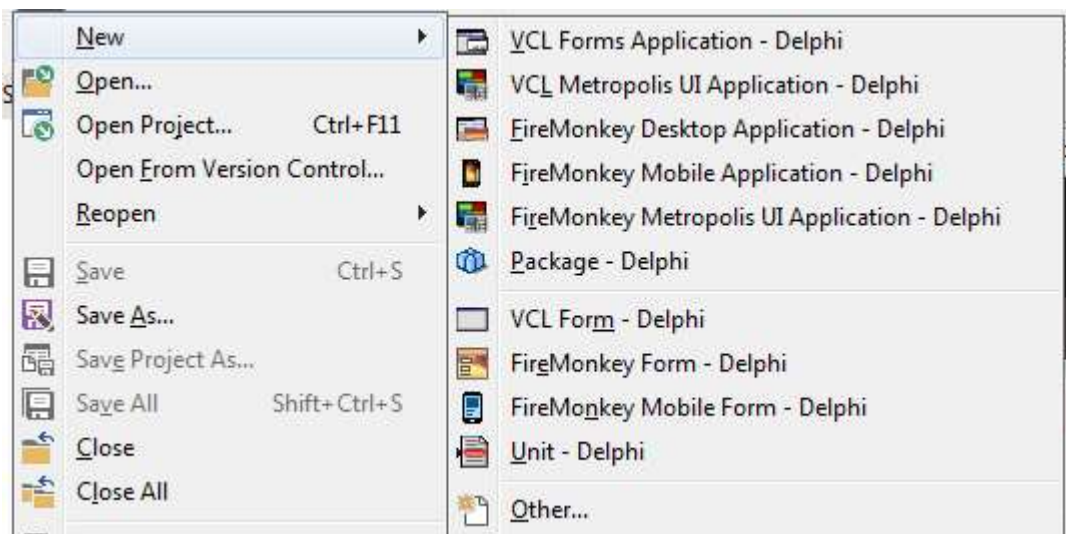 New
Open...
Open Project... Ctrl+F11
Open From Version Control...
Reopen
Save Ctrl+S
Save As...
Save Project As...
Save All Shift+Ctrl+S
Close
Close All
VCL Forms Application - Delphi
VCL Metropolis UI Application - Delphi
FireMonkey Desktop Application - Delphi
FireMonkey Mobile Application - Delphi
FireMonkey Metropolis UI Application - Delphi
Package - Delphi
VCL Form - Delphi
FireMonkey Form - Delphi
FireMonkey Mobile Form - Delphi
Unit - Delphi
Other...